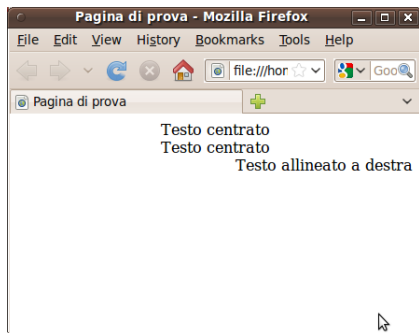 Pagina di prova - Mozilla Firefox
File Edit View History Bookmarks Tools Help
file:///hor Goo
Pagina di prova
Testo centrato
Testo centrato
Testo allineato a destra